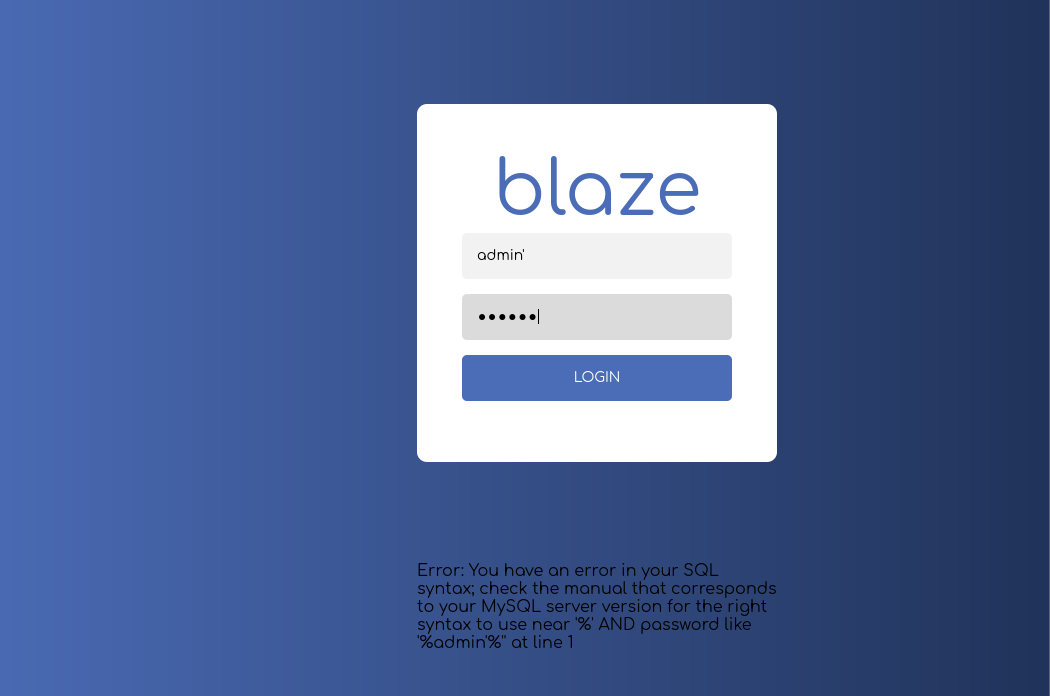 blaze
admin'
••••••
LOGIN
Error: You have an error in your SQL
syntax; check the manual that corresponds
to your MySQL server version for the right
syntax to use near '%' AND password like
'%admin'%'' at line 1